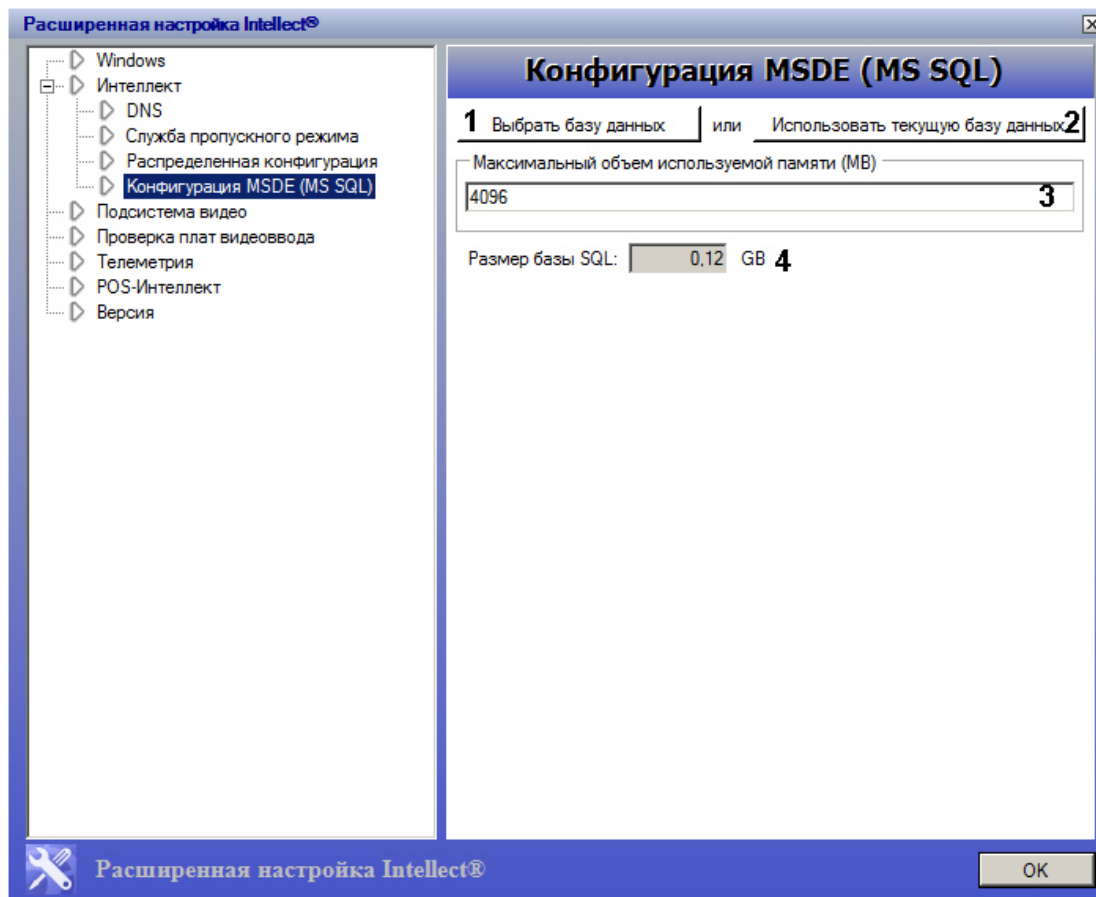 Расширенная настройка Intellect®
Windows
Интеллект
DNS
Служба пропускного режима
Распределенная конфигурация
Конфигурация MSDE (MS SQL)
Подсистема видео
Проверка плат видеоввода
Телеметрия
POS-Интеллект
Версия
Конфигурация MSDE (MS SQL)
1 Выбрать базу данных или Использовать текущую базу данных 2
Максимальный объем используемой памяти (MB)
4096 3
Размер базы SQL: 0,12 GB 4
Расширенная настройка Intellect®
OK